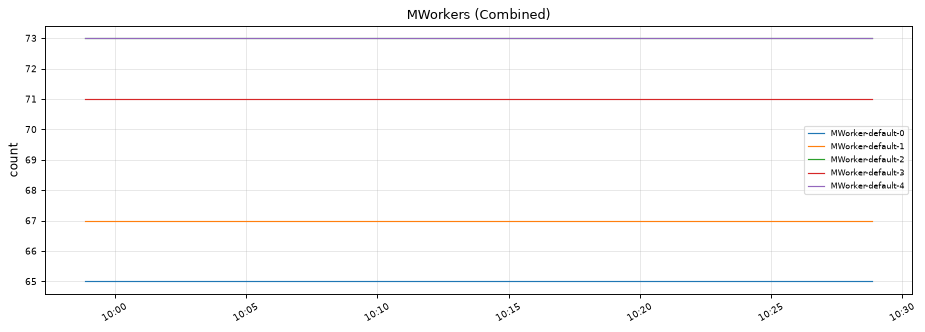 MWorkers (Combined)
73
72
71
70
69
68
67
66
65
count
10:00
10:05
10:10
10:15
10:20
10:25
10:30
MWorker-default-0
MWorker-default-1
MWorker-default-2
MWorker-default-3
MWorker-default-4